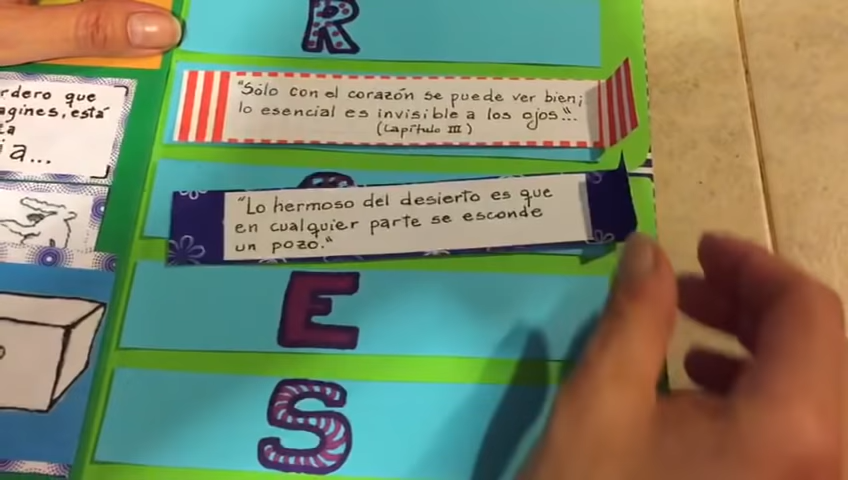 R
"Sólo con el corazón se puede ver bien;
lo esencial es invisible a los ojos"...
(Capítulo III)
rdero que
agines, está
a...
"Lo hermoso del desierto es que
en cualquier parte se esconde
un pozo."
E
S